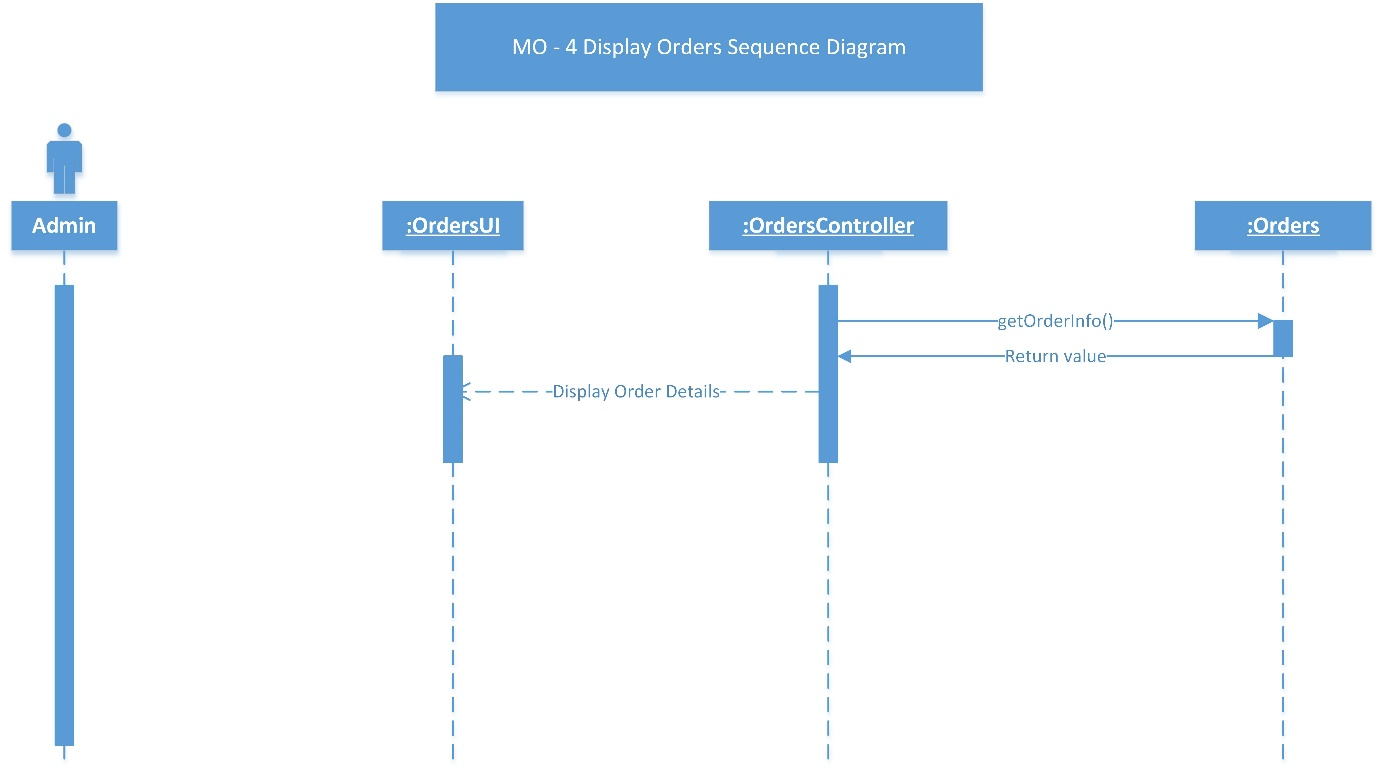 MO - 4 Display Orders Sequence Diagram
Admin
:OrdersUI
:OrdersController
:Orders
getOrderInfo()
Return value
Display Order Details